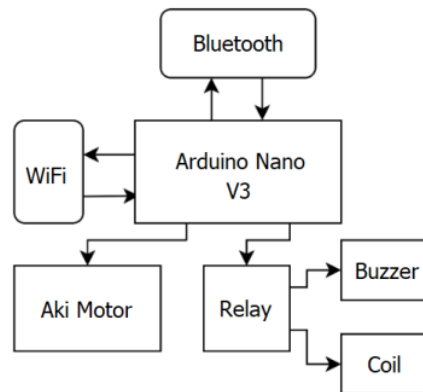 Bluetooth
WiFi
Arduino Nano
V3
Aki Motor
Relay
Buzzer
Coil